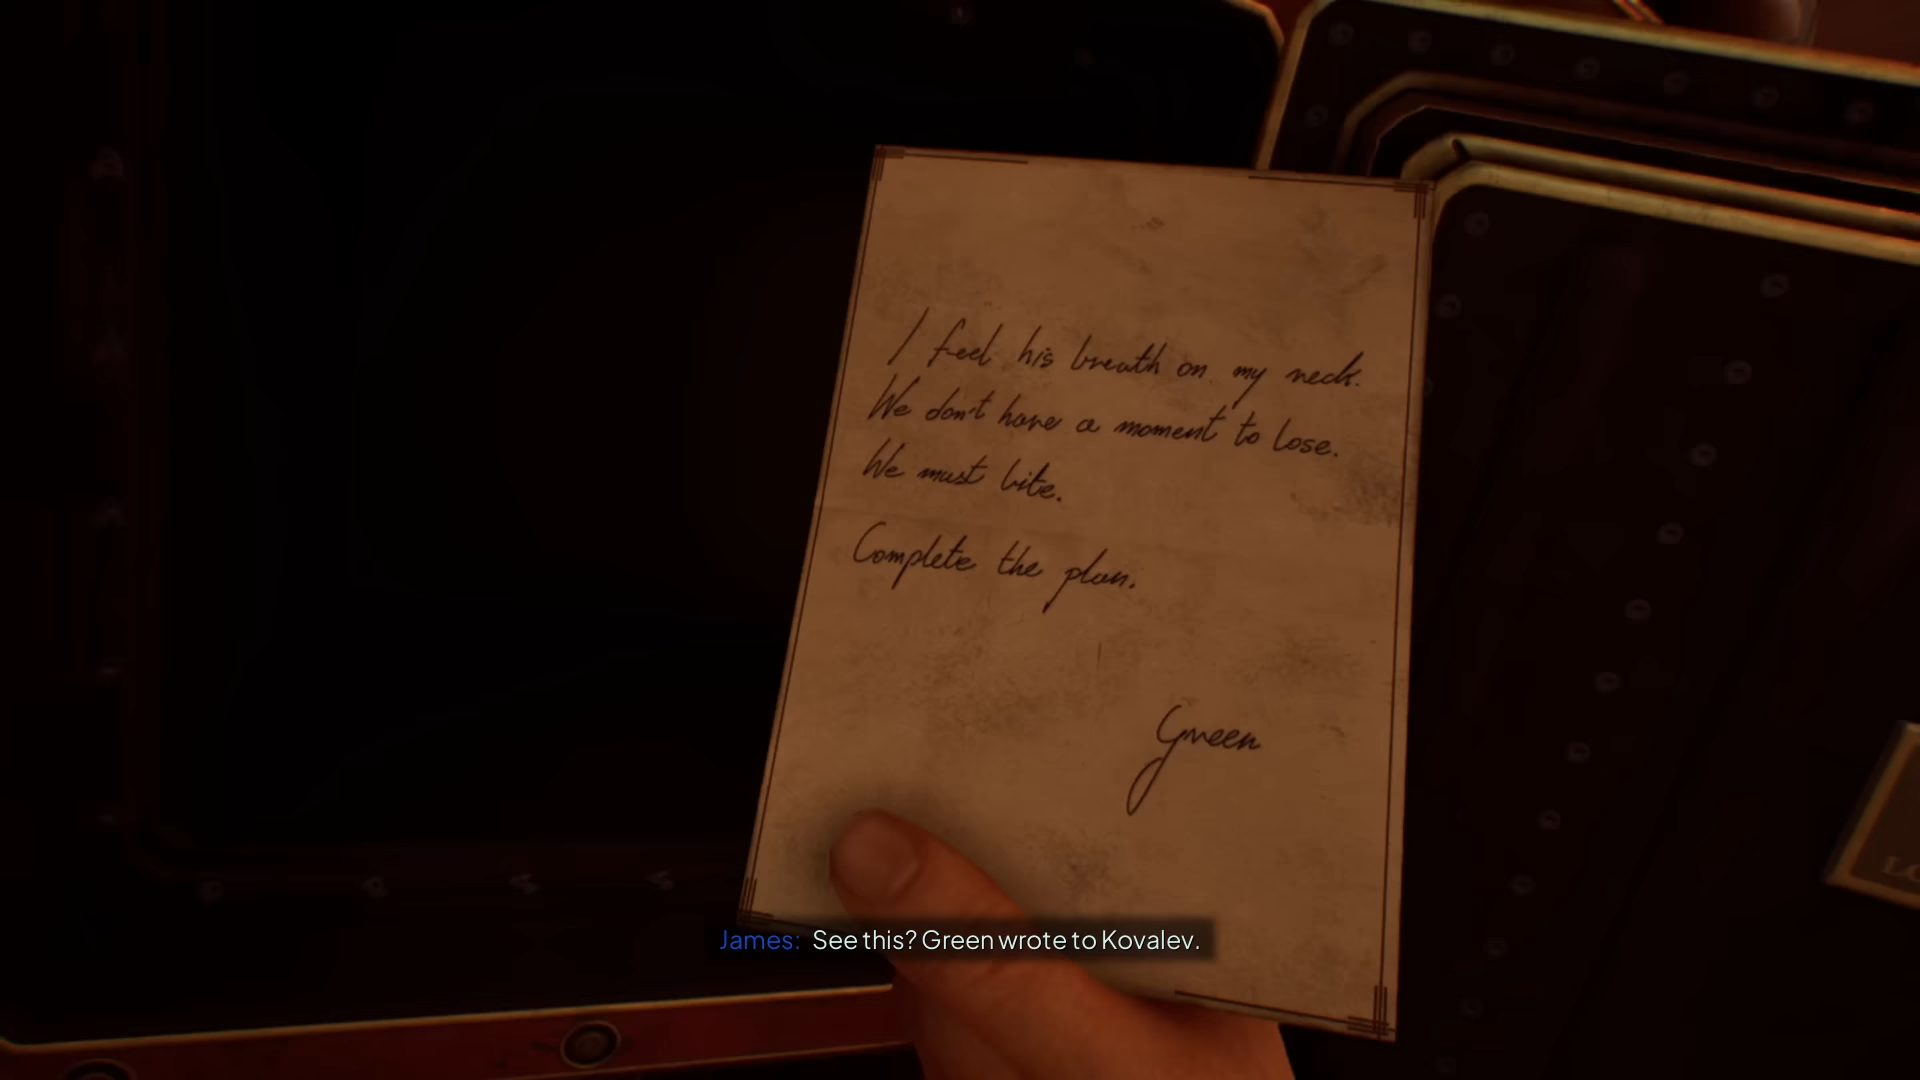 I feel his breath on my neck.
We don't have a moment to lose.
We must bite.
Complete the plan.
Green
LO
James: See this? Green wrote to Kovalev.